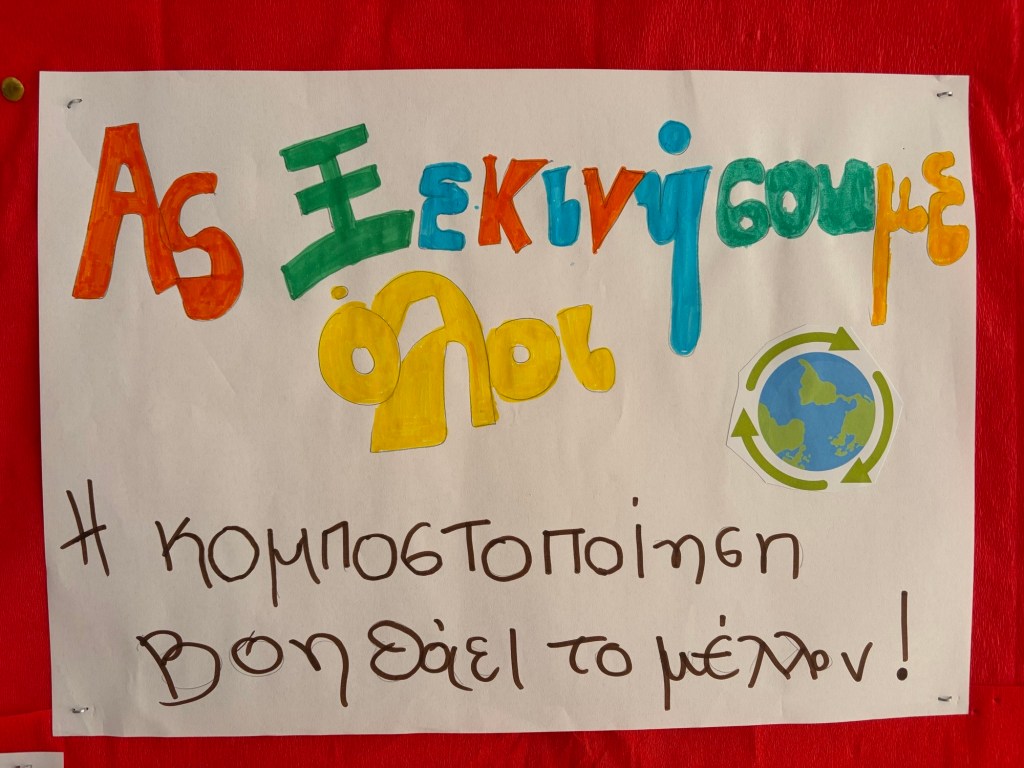 Ας Ξεκινήσουμε
όλοι
Η κομποστοποίηση
Βοηθάει το μέλλον!